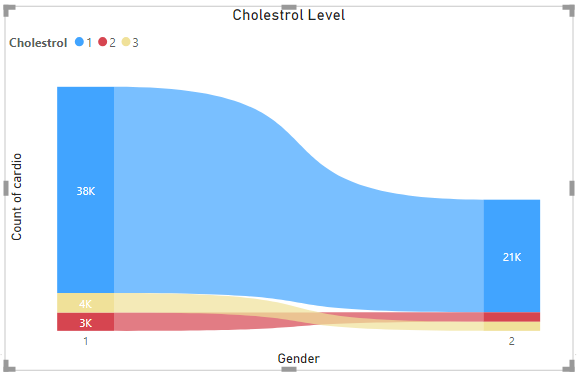 Cholestrol Level
Cholestrol 1 2 3
Count of cardio
38K
21K
4K
3K
1 2
Gender